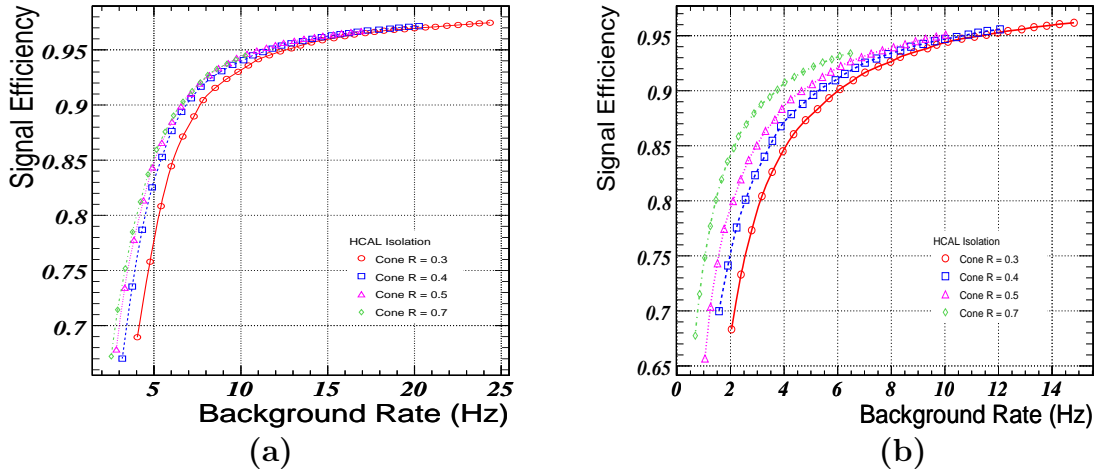 Signal Efficiency
0.95
0.9
0.85
0.8
0.75
0.7
HCAL Isolation
Cone R = 0.3
Cone R = 0.4
Cone R = 0.5
Cone R = 0.7
5 10 15 20 25
Background Rate (Hz)
(a)
Signal Efficiency
0.95
0.9
0.85
0.8
0.75
0.7
0.65
HCAL Isolation
Cone R = 0.3
Cone R = 0.4
Cone R = 0.5
Cone R = 0.7
0 2 4 6 8 10 12 14
Background Rate (Hz)
(b)